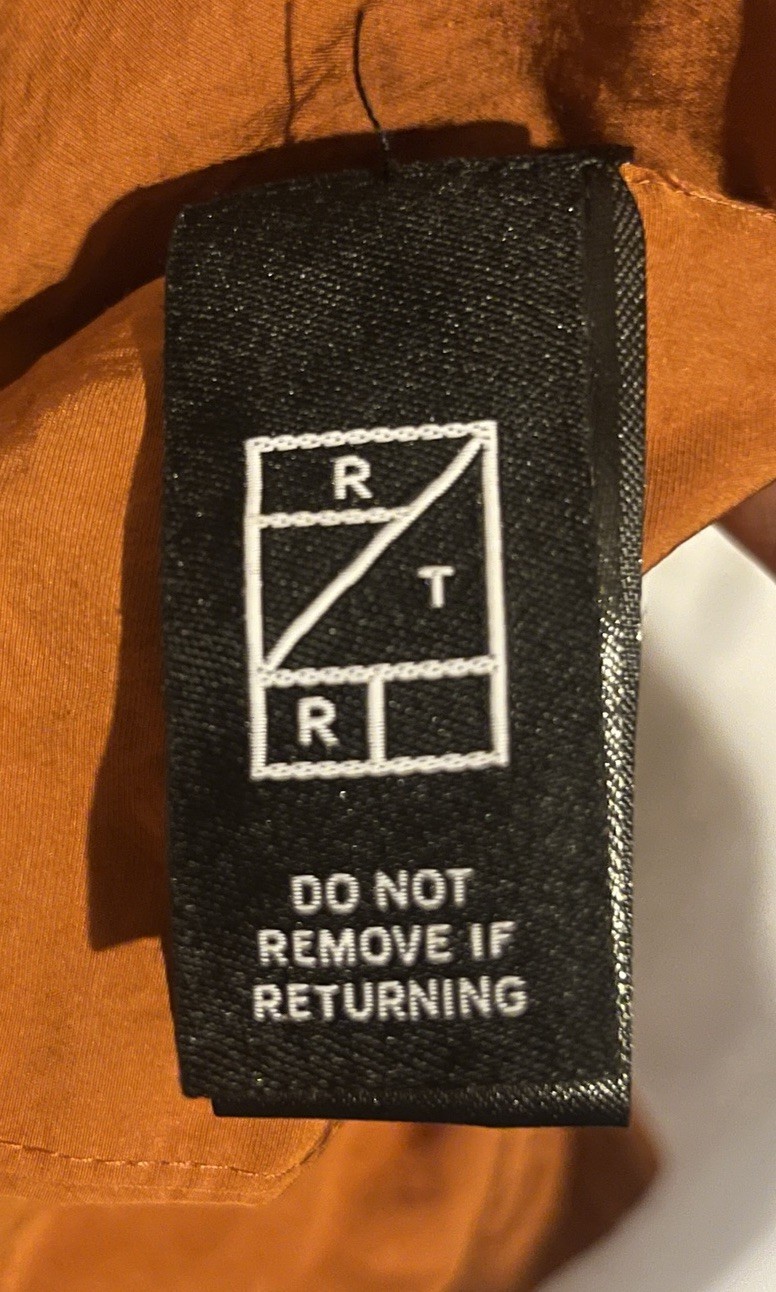 R
T
R
DO NOT
REMOVE IF
RETURNING